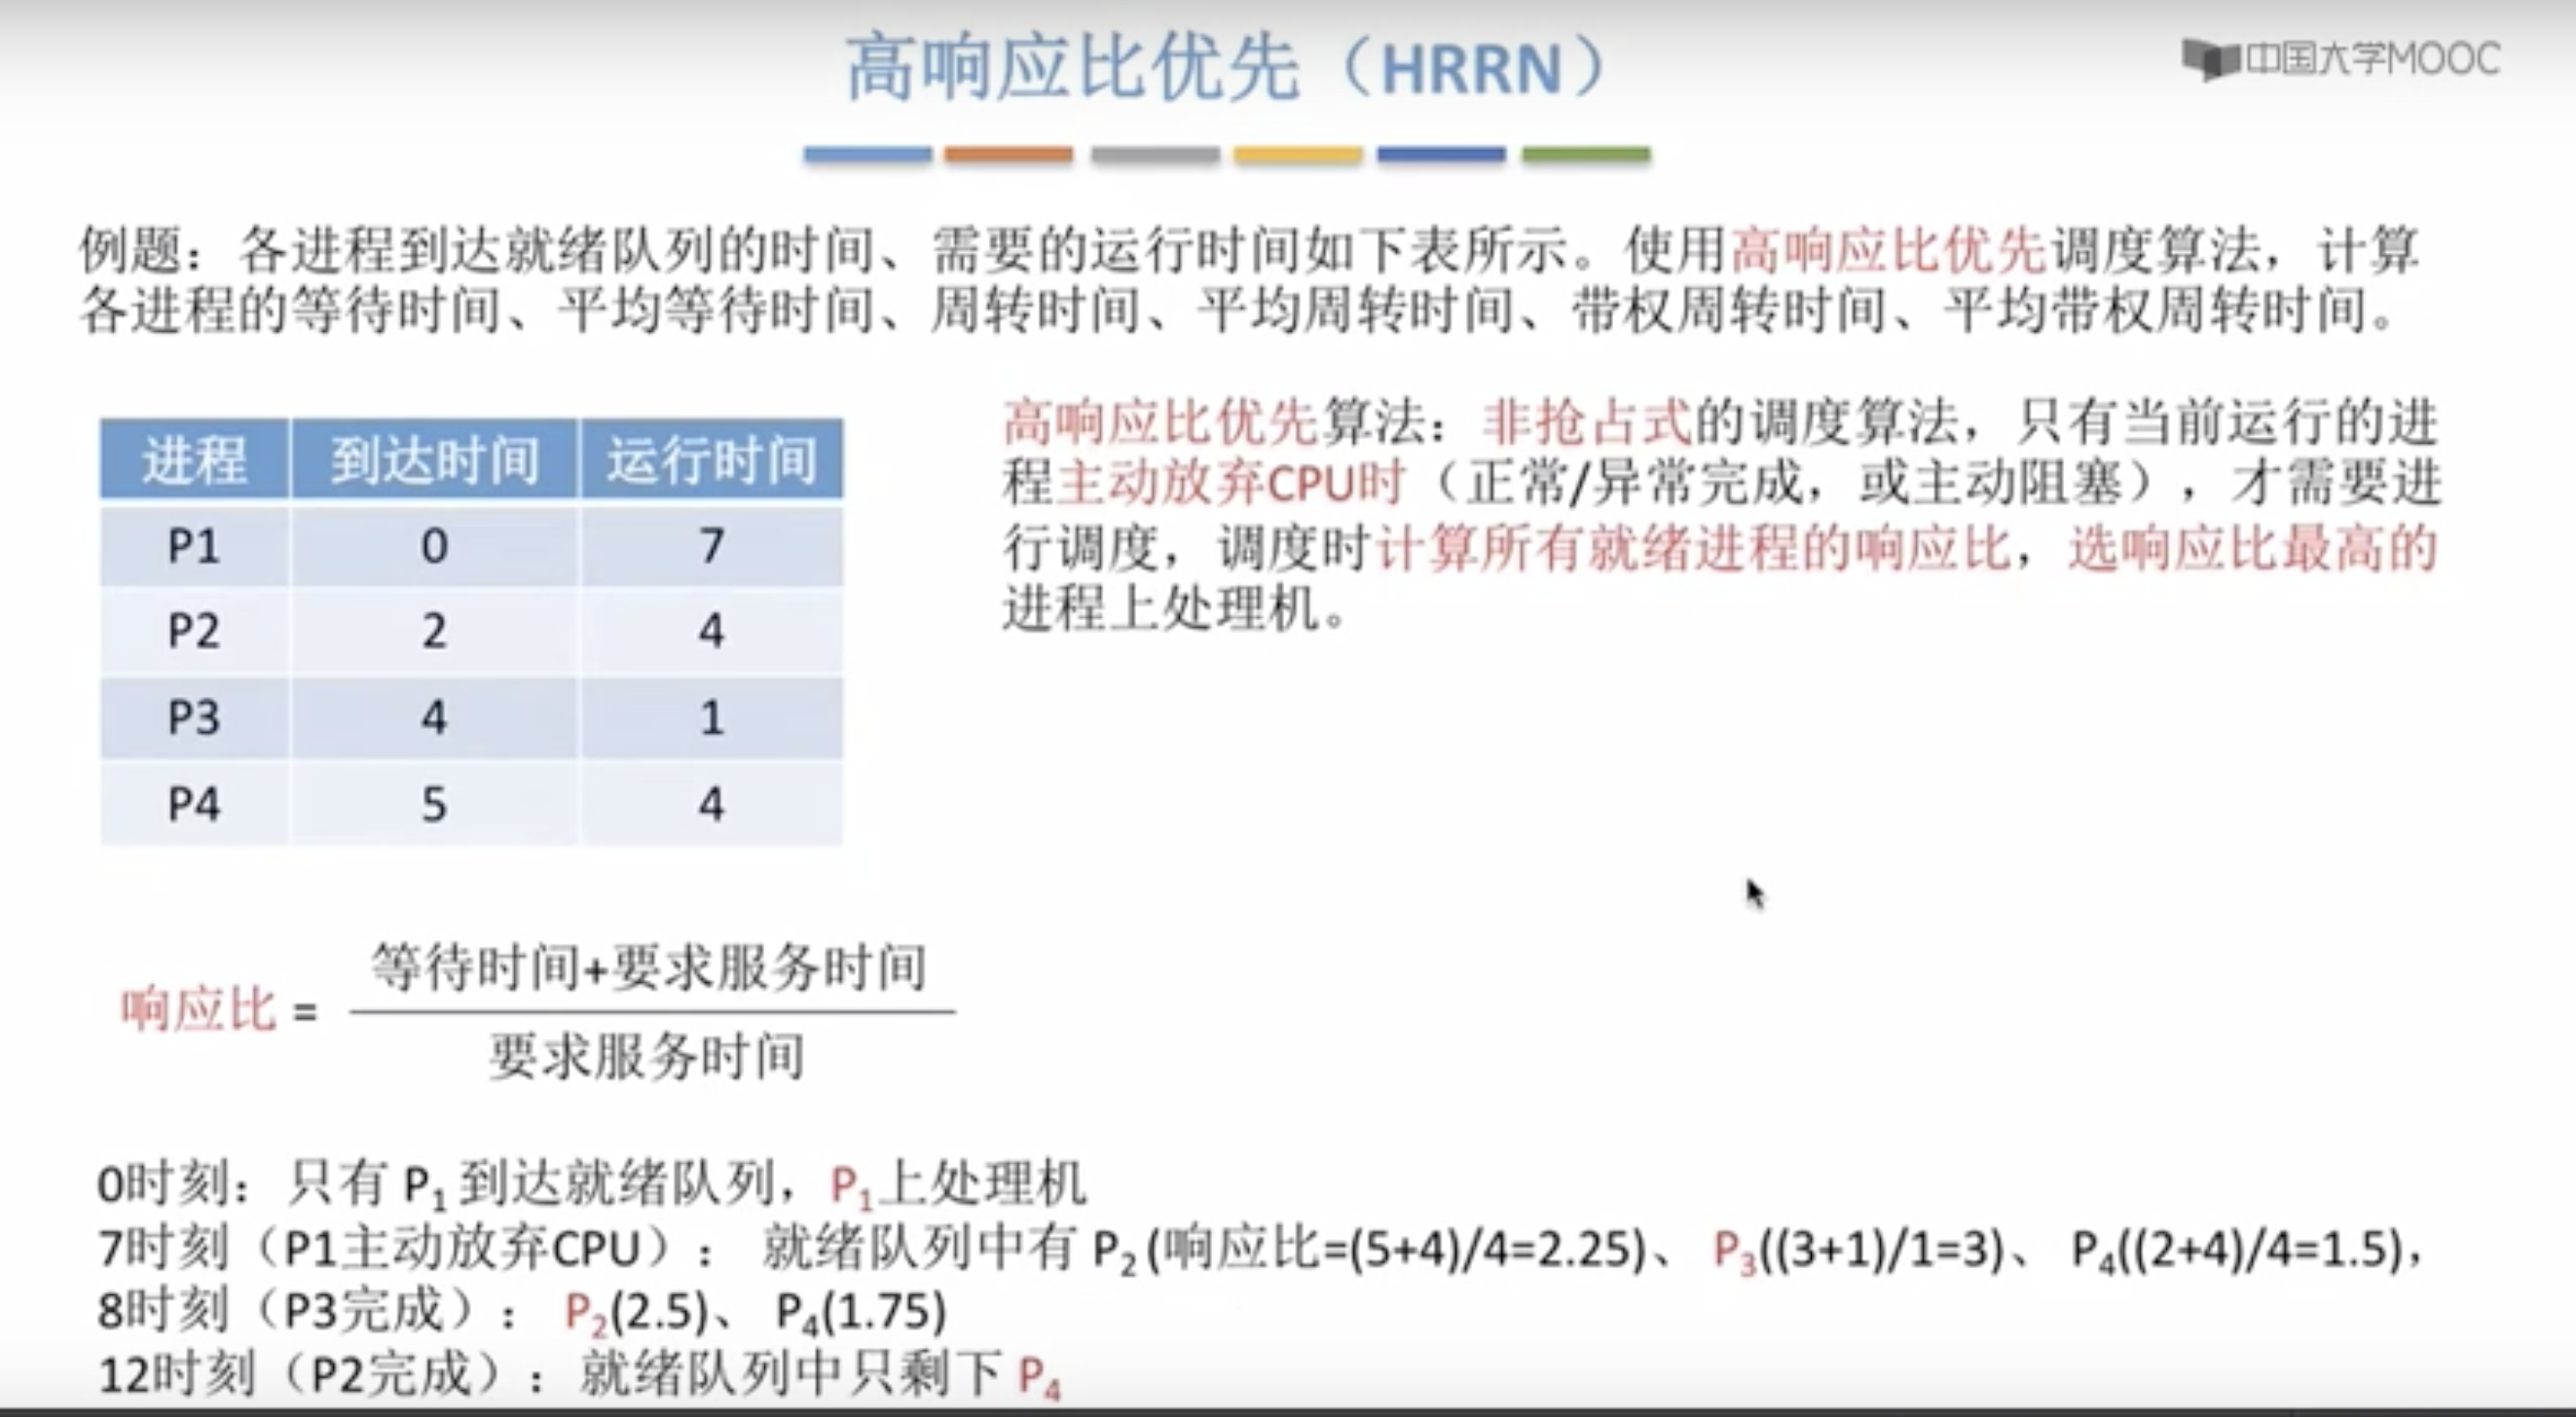 高响应比优先（HRRN）
中国大学MOOC
例题：各进程到达就绪队列的时间、需要的运行时间如下表所示。使用高响应比优先调度算法，计算
各进程的等待时间、平均等待时间、周转时间、平均周转时间、带权周转时间、平均带权周转时间。
进程 到达时间 运行时间
P1 0 7
P2 2 4
P3 4 1
P4 5 4
高响应比优先算法：非抢占式的调度算法，只有当前运行的进
程主动放弃CPU时（正常/异常完成，或主动阻塞），才需要进
行调度，调度时计算所有就绪进程的响应比，选响应比最高的
进程上处理机。
等待时间+要求服务时间
响应比 =
要求服务时间
0时刻：只有 P₁ 到达就绪队列，P₁上处理机
7时刻（P1主动放弃CPU）： 就绪队列中有 P₂ (响应比=(5+4)/4=2.25)、 P₃((3+1)/1=3)、 P₄((2+4)/4=1.5)，
8时刻（P3完成）： P₂(2.5)、 P₄(1.75)
12时刻（P2完成）：就绪队列中只剩下 P₄